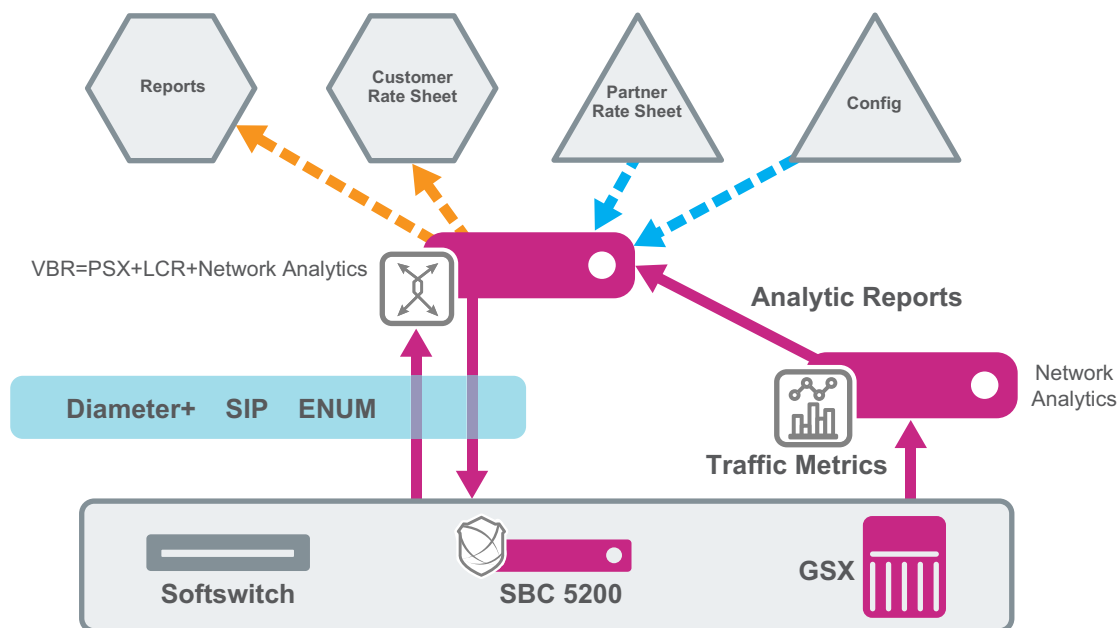 Reports
Customer
Rate Sheet
Partner
Rate Sheet
Config
VBR=PSX+LCR+Network Analytics
Analytic Reports
Network
Analytics
Diameter+ SIP ENUM
Traffic Metrics
Softswitch
SBC 5200
GSX